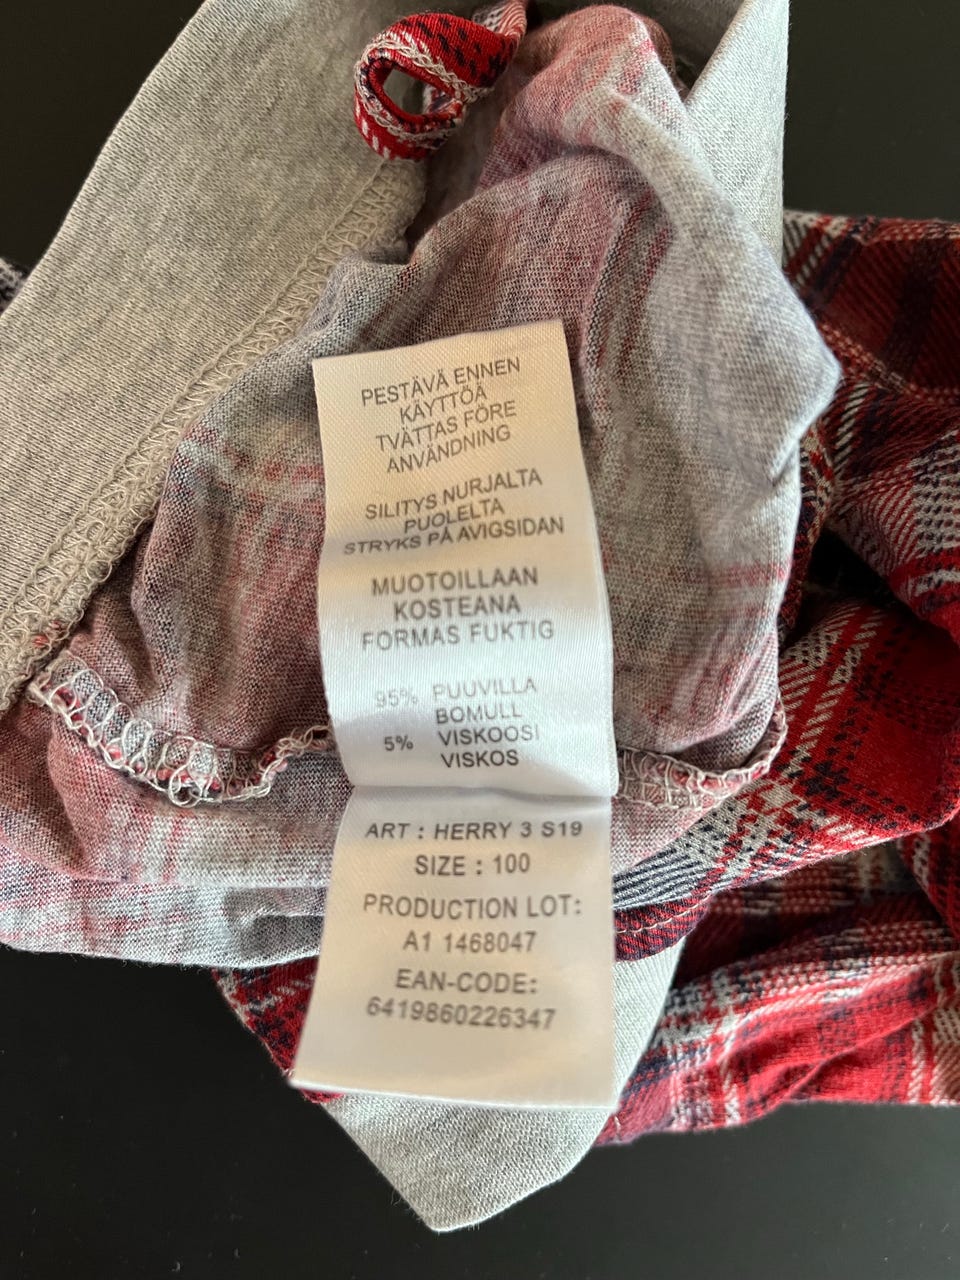 PESTÄVÄ ENNEN
KÄYTTÖÄ
TVÄTTAS FÖRE
ANVÄNDNING
SILITYS NURJALTA
PUOLELTA
STRYKS PÅ AVIGSIDAN
MUOTOILLAAN
KOSTEANA
FORMAS FUKTIG
95% PUUVILLA
BOMULL
5% VISKOOSI
VISKOS
ART : HERRY 3 S19
SIZE : 100
PRODUCTION LOT:
A1 1468047
EAN-CODE:
6419860226347